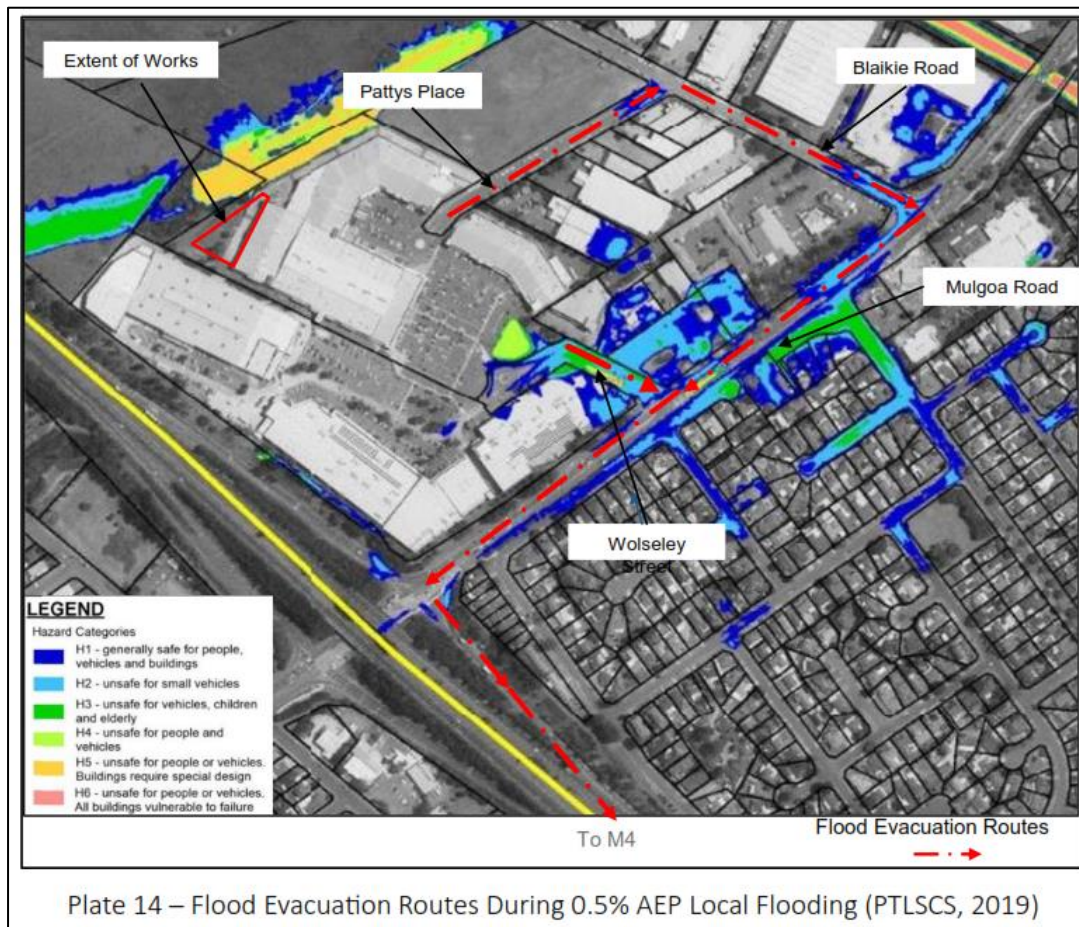 Extent of Works
Pattys Place
Blaikie Road
Mulgoa Road
Wolseley
Street
LEGEND
Hazard Categories
H1 - generally safe for people,
vehicles and buildings
H2 - unsafe for small vehicles
H3 - unsafe for vehicles, children
and elderly
H4 - unsafe for people and
vehicles
H5 - unsafe for people or vehicles.
Buildings require special design
H6 - unsafe for people or vehicles.
All buildings vulnerable to failure
To M4
Flood Evacuation Routes
Plate 14 – Flood Evacuation Routes During 0.5% AEP Local Flooding (PTLSCS, 2019)